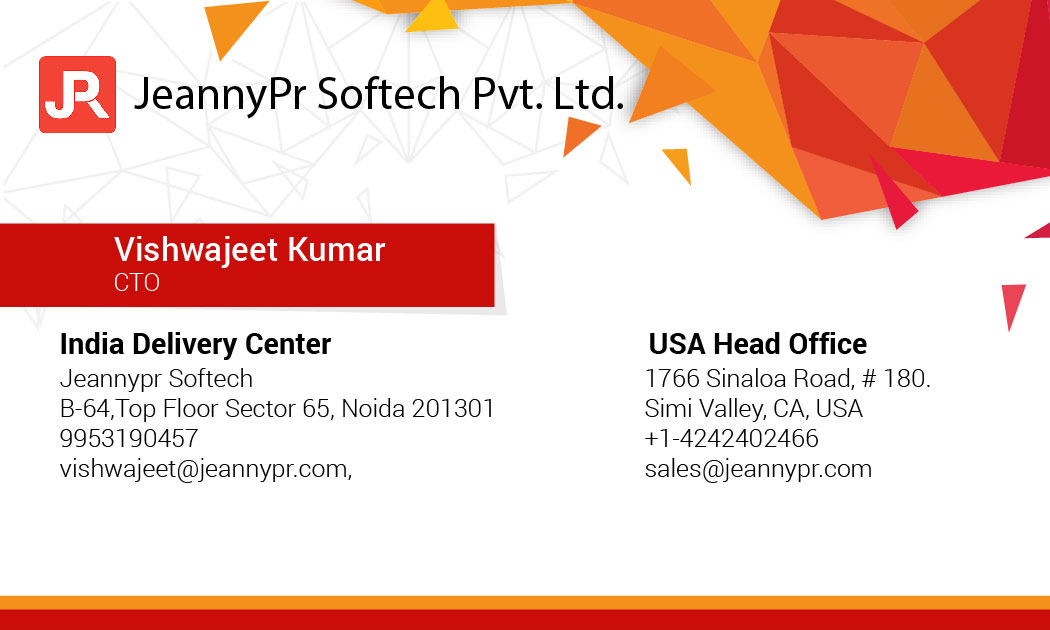 JR
JeannyPr Softech Pvt. Ltd.
Vishwajeet Kumar
CTO
India Delivery Center
Jeannypr Softech
B-64,Top Floor Sector 65, Noida 201301
9953190457
vishwajeet@jeannypr.com,
USA Head Office
1766 Sinaloa Road, # 180.
Simi Valley, CA, USA
+1-4242402466
sales@jeannypr.com